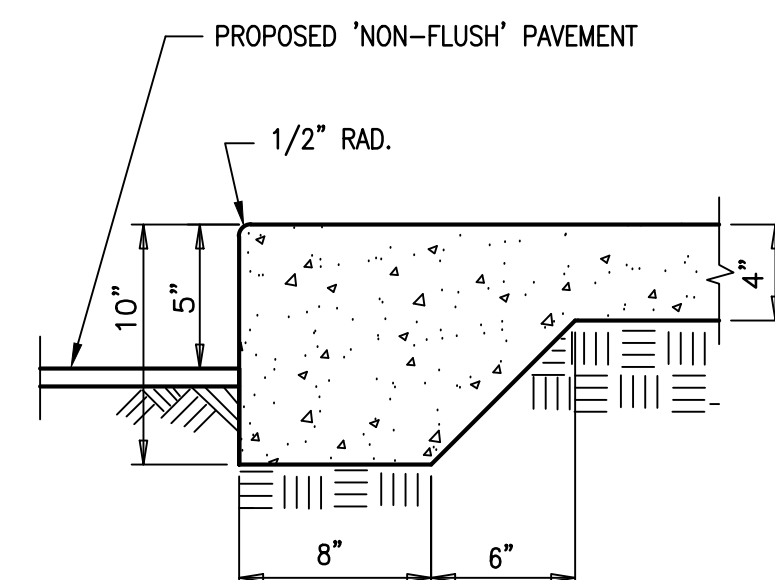 PROPOSED 'NON-FLUSH' PAVEMENT
1/2" RAD.
10"
5"
4"
8"
6"